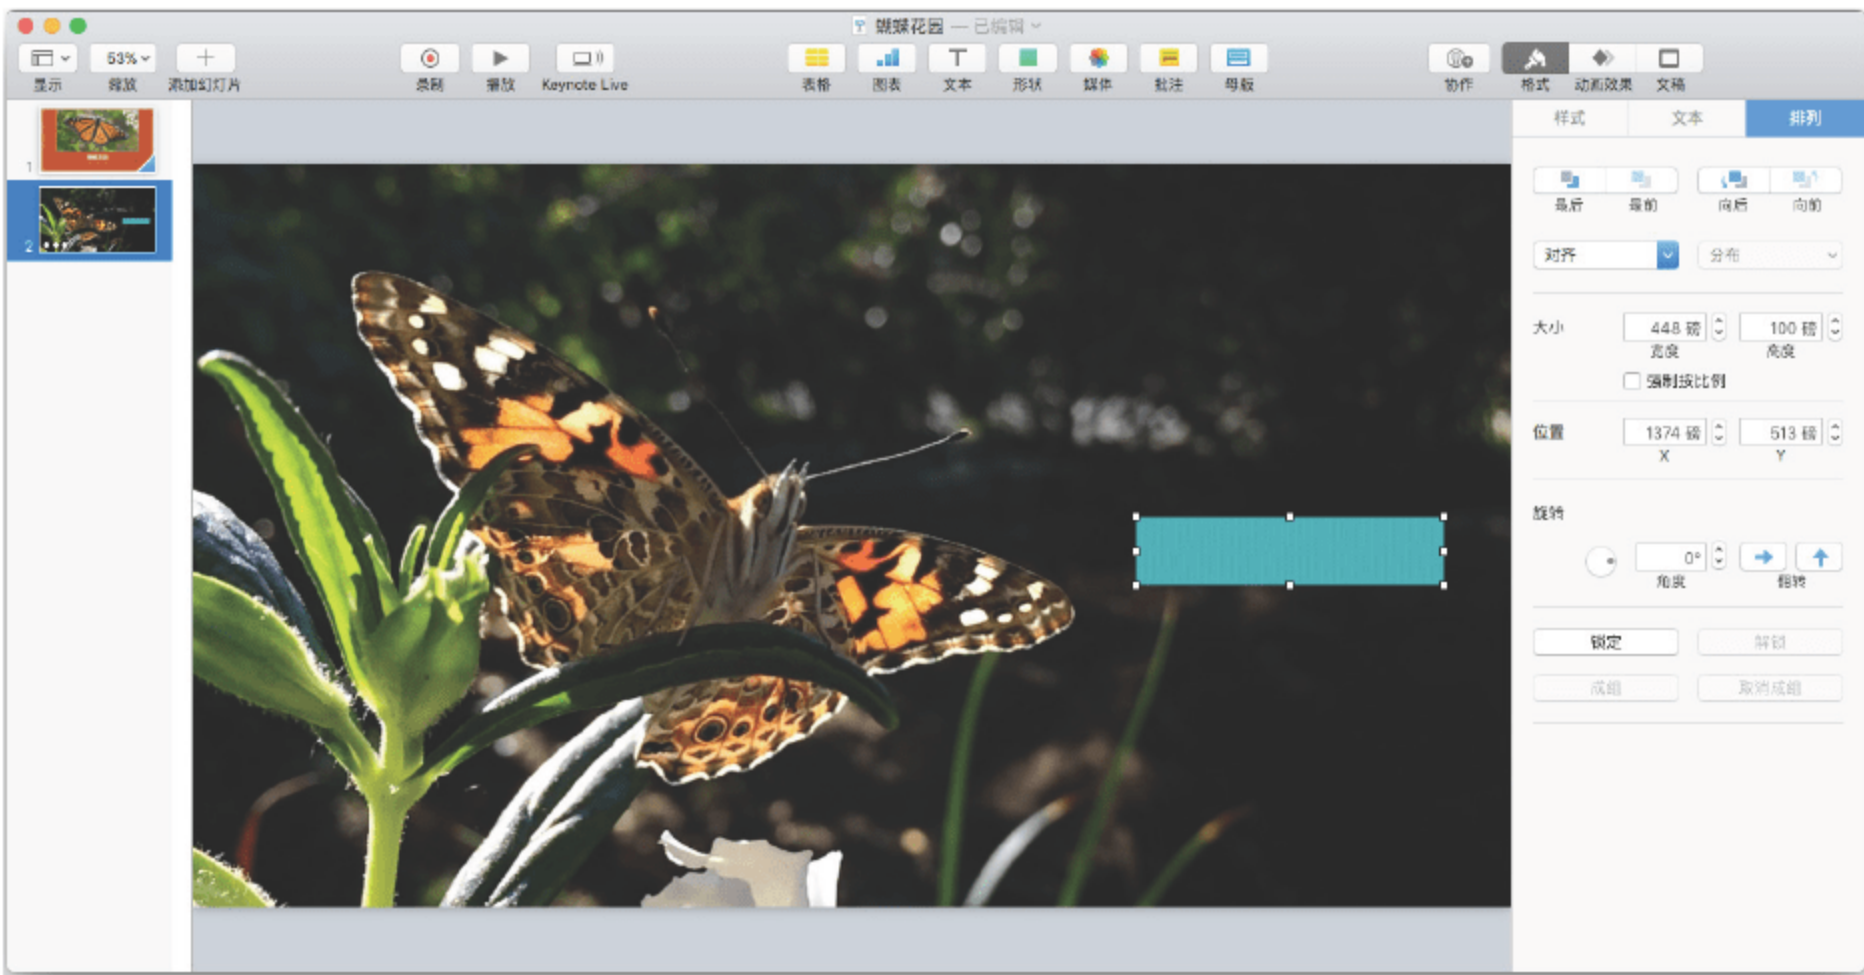 蝴蝶花园 — 已编辑
显示
53%
缩放
添加幻灯片
录制
播放
Keynote Live
表格
图表
文本
形状
媒体
批注
母版
协作
格式
动画效果
文稿
1
2
样式 文本 排列
最后 最前 向后 向前
对齐 分布
大小 448 磅 100 磅
宽度 高度
强制按比例
位置 1374 磅 513 磅
X Y
旋转
0°
角度 翻转
锁定 解锁
成组 取消成组